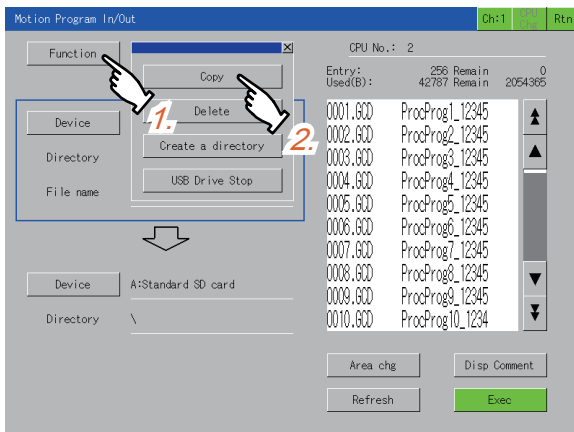 Motion Program In/Out
Ch:1 CPU Chg Rtn
Function
1.
Copy
Delete
Create a directory
USB Drive Stop
2.
Device
Directory
File name
Device A:Standard SD card
Directory \
CPU No.: 2
Entry: 256 Remain 0
Used(B): 42787 Remain 2054365
0001.GCD ProcProg1_12345
0002.GCD ProcProg2_12345
0003.GCD ProcProg3_12345
0004.GCD ProcProg4_12345
0005.GCD ProcProg5_12345
0006.GCD ProcProg6_12345
0007.GCD ProcProg7_12345
0008.GCD ProcProg8_12345
0009.GCD ProcProg9_12345
0010.GCD ProcProg10_1234
Area chg Disp Comment
Refresh Exec